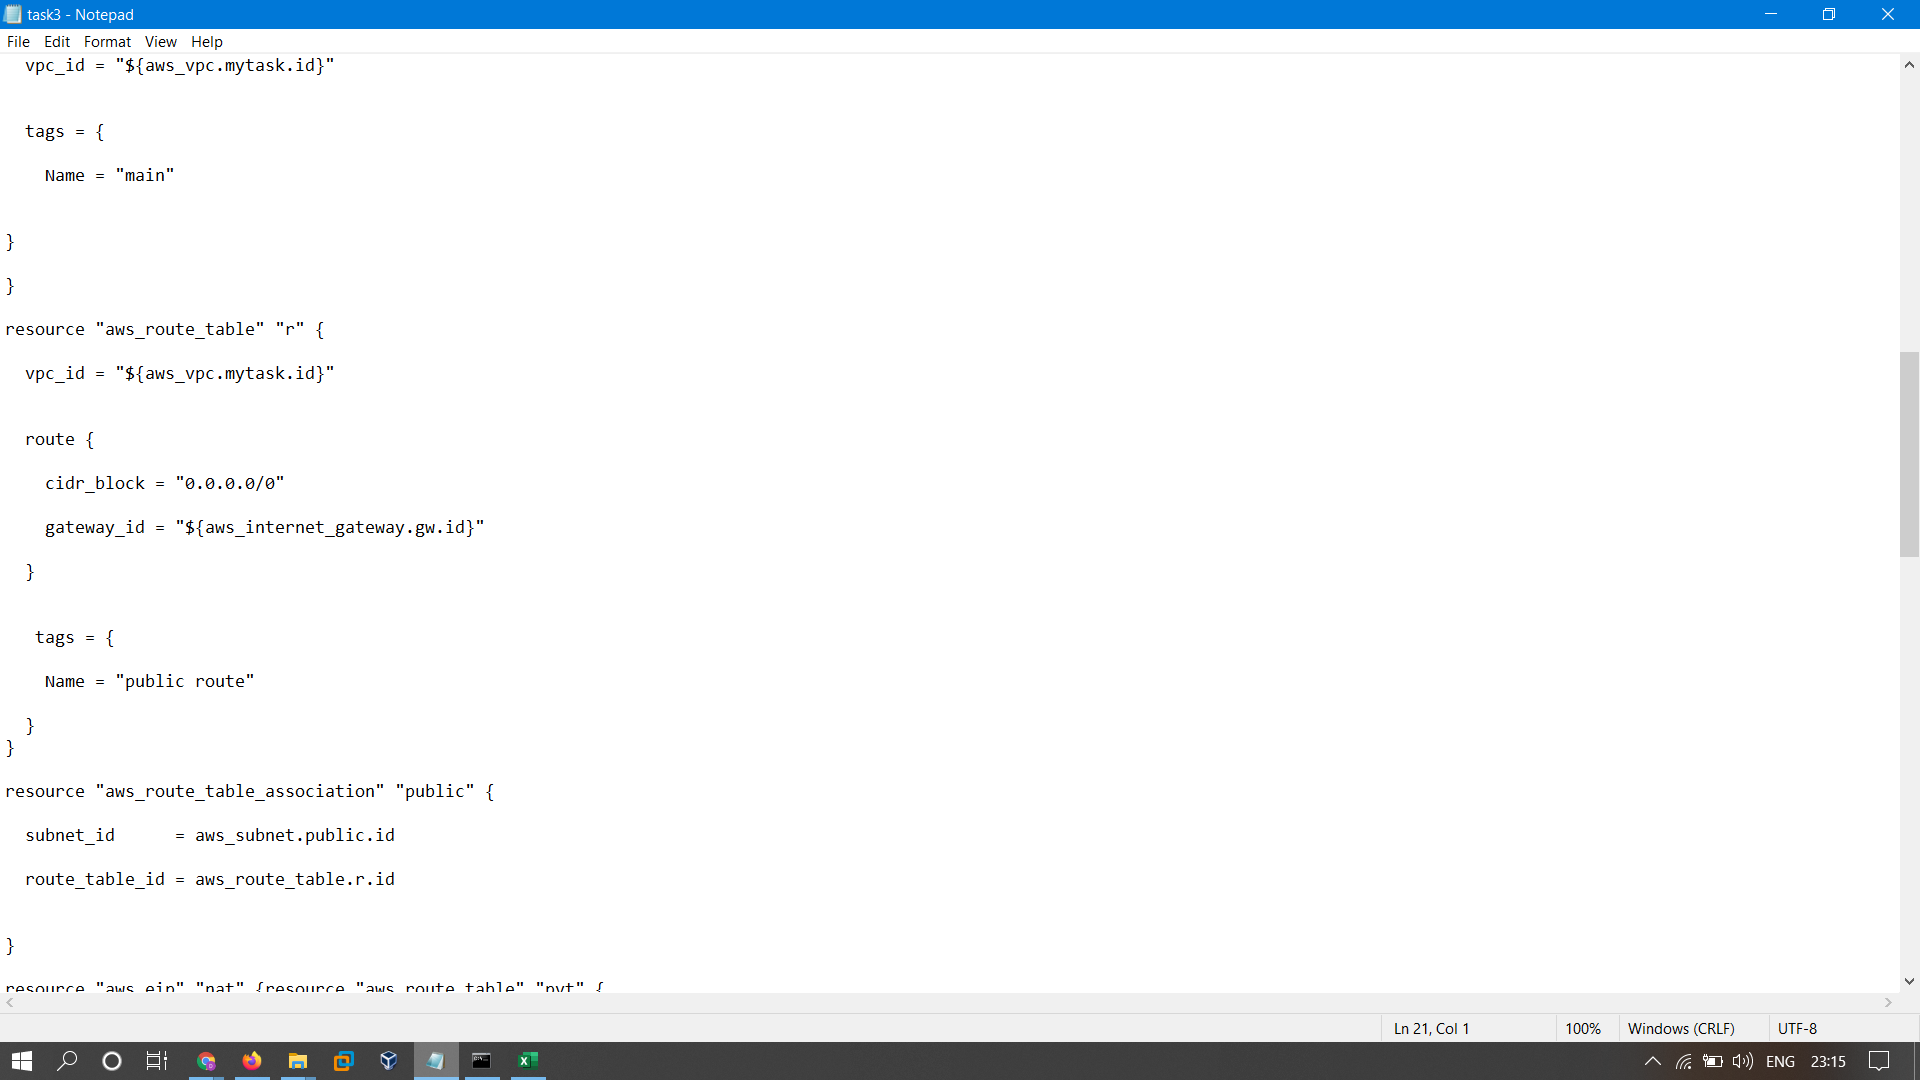 task3 - Notepad
File Edit Format View Help
  vpc_id = "${aws_vpc.mytask.id}"
  tags = {
    Name = "main"
}
}
resource "aws_route_table" "r" {
  vpc_id = "${aws_vpc.mytask.id}"
  route {
    cidr_block = "0.0.0.0/0"
    gateway_id = "${aws_internet_gateway.gw.id}"
  }
   tags = {
    Name = "public route"
  }
}
resource "aws_route_table_association" "public" {
  subnet_id      = aws_subnet.public.id
  route_table_id = aws_route_table.r.id
}
resource "aws_eip" "nat" {resource "aws_route_table" "pvt" {
Ln 21, Col 1 100% Windows (CRLF) UTF-8
ENG 23:15